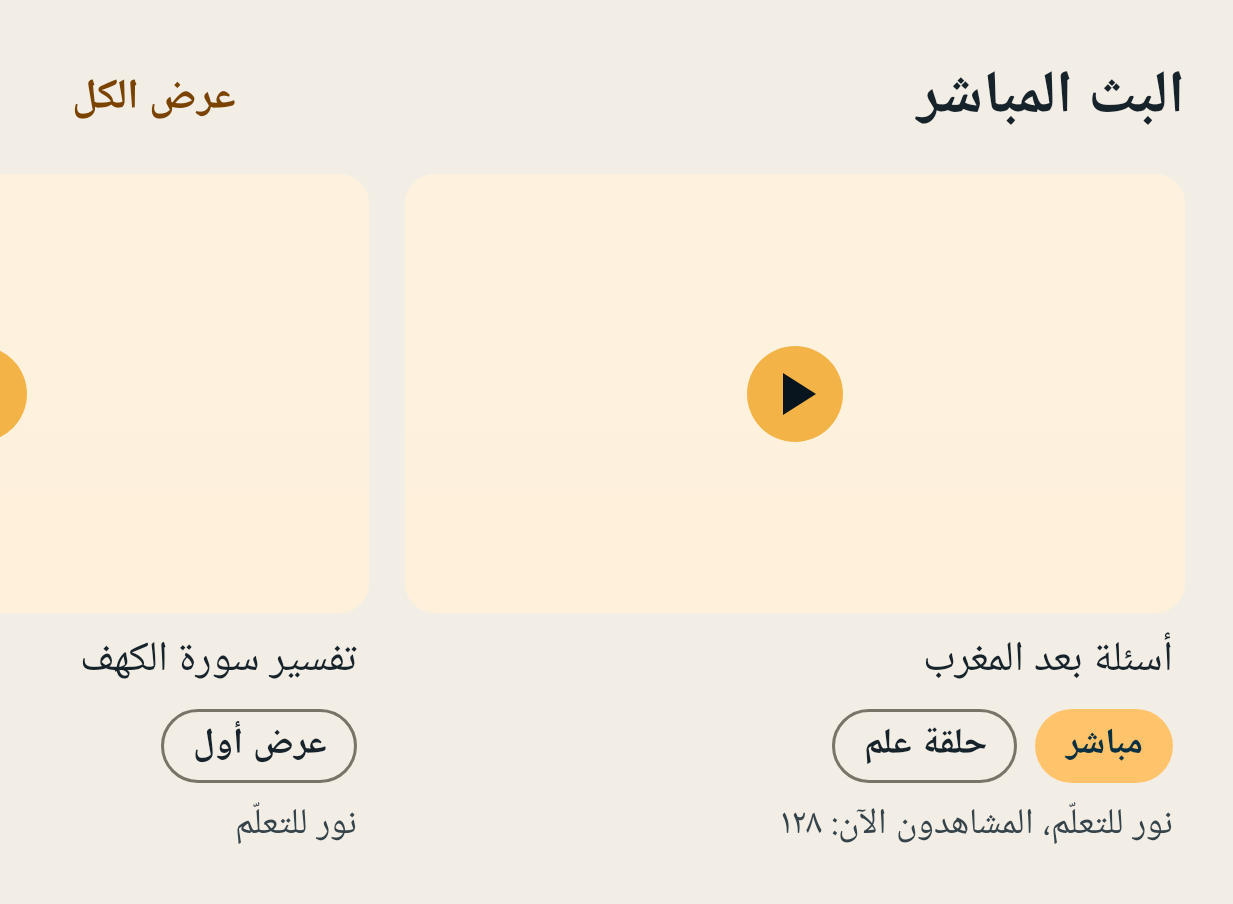 البث المباشر
عرض الكل
أسئلة بعد المغرب
مباشر
حلقة علم
نور للتعلّم، المشاهدون الآن: ١٢٨
تفسير سورة الكهف
عرض أول
نور للتعلّم